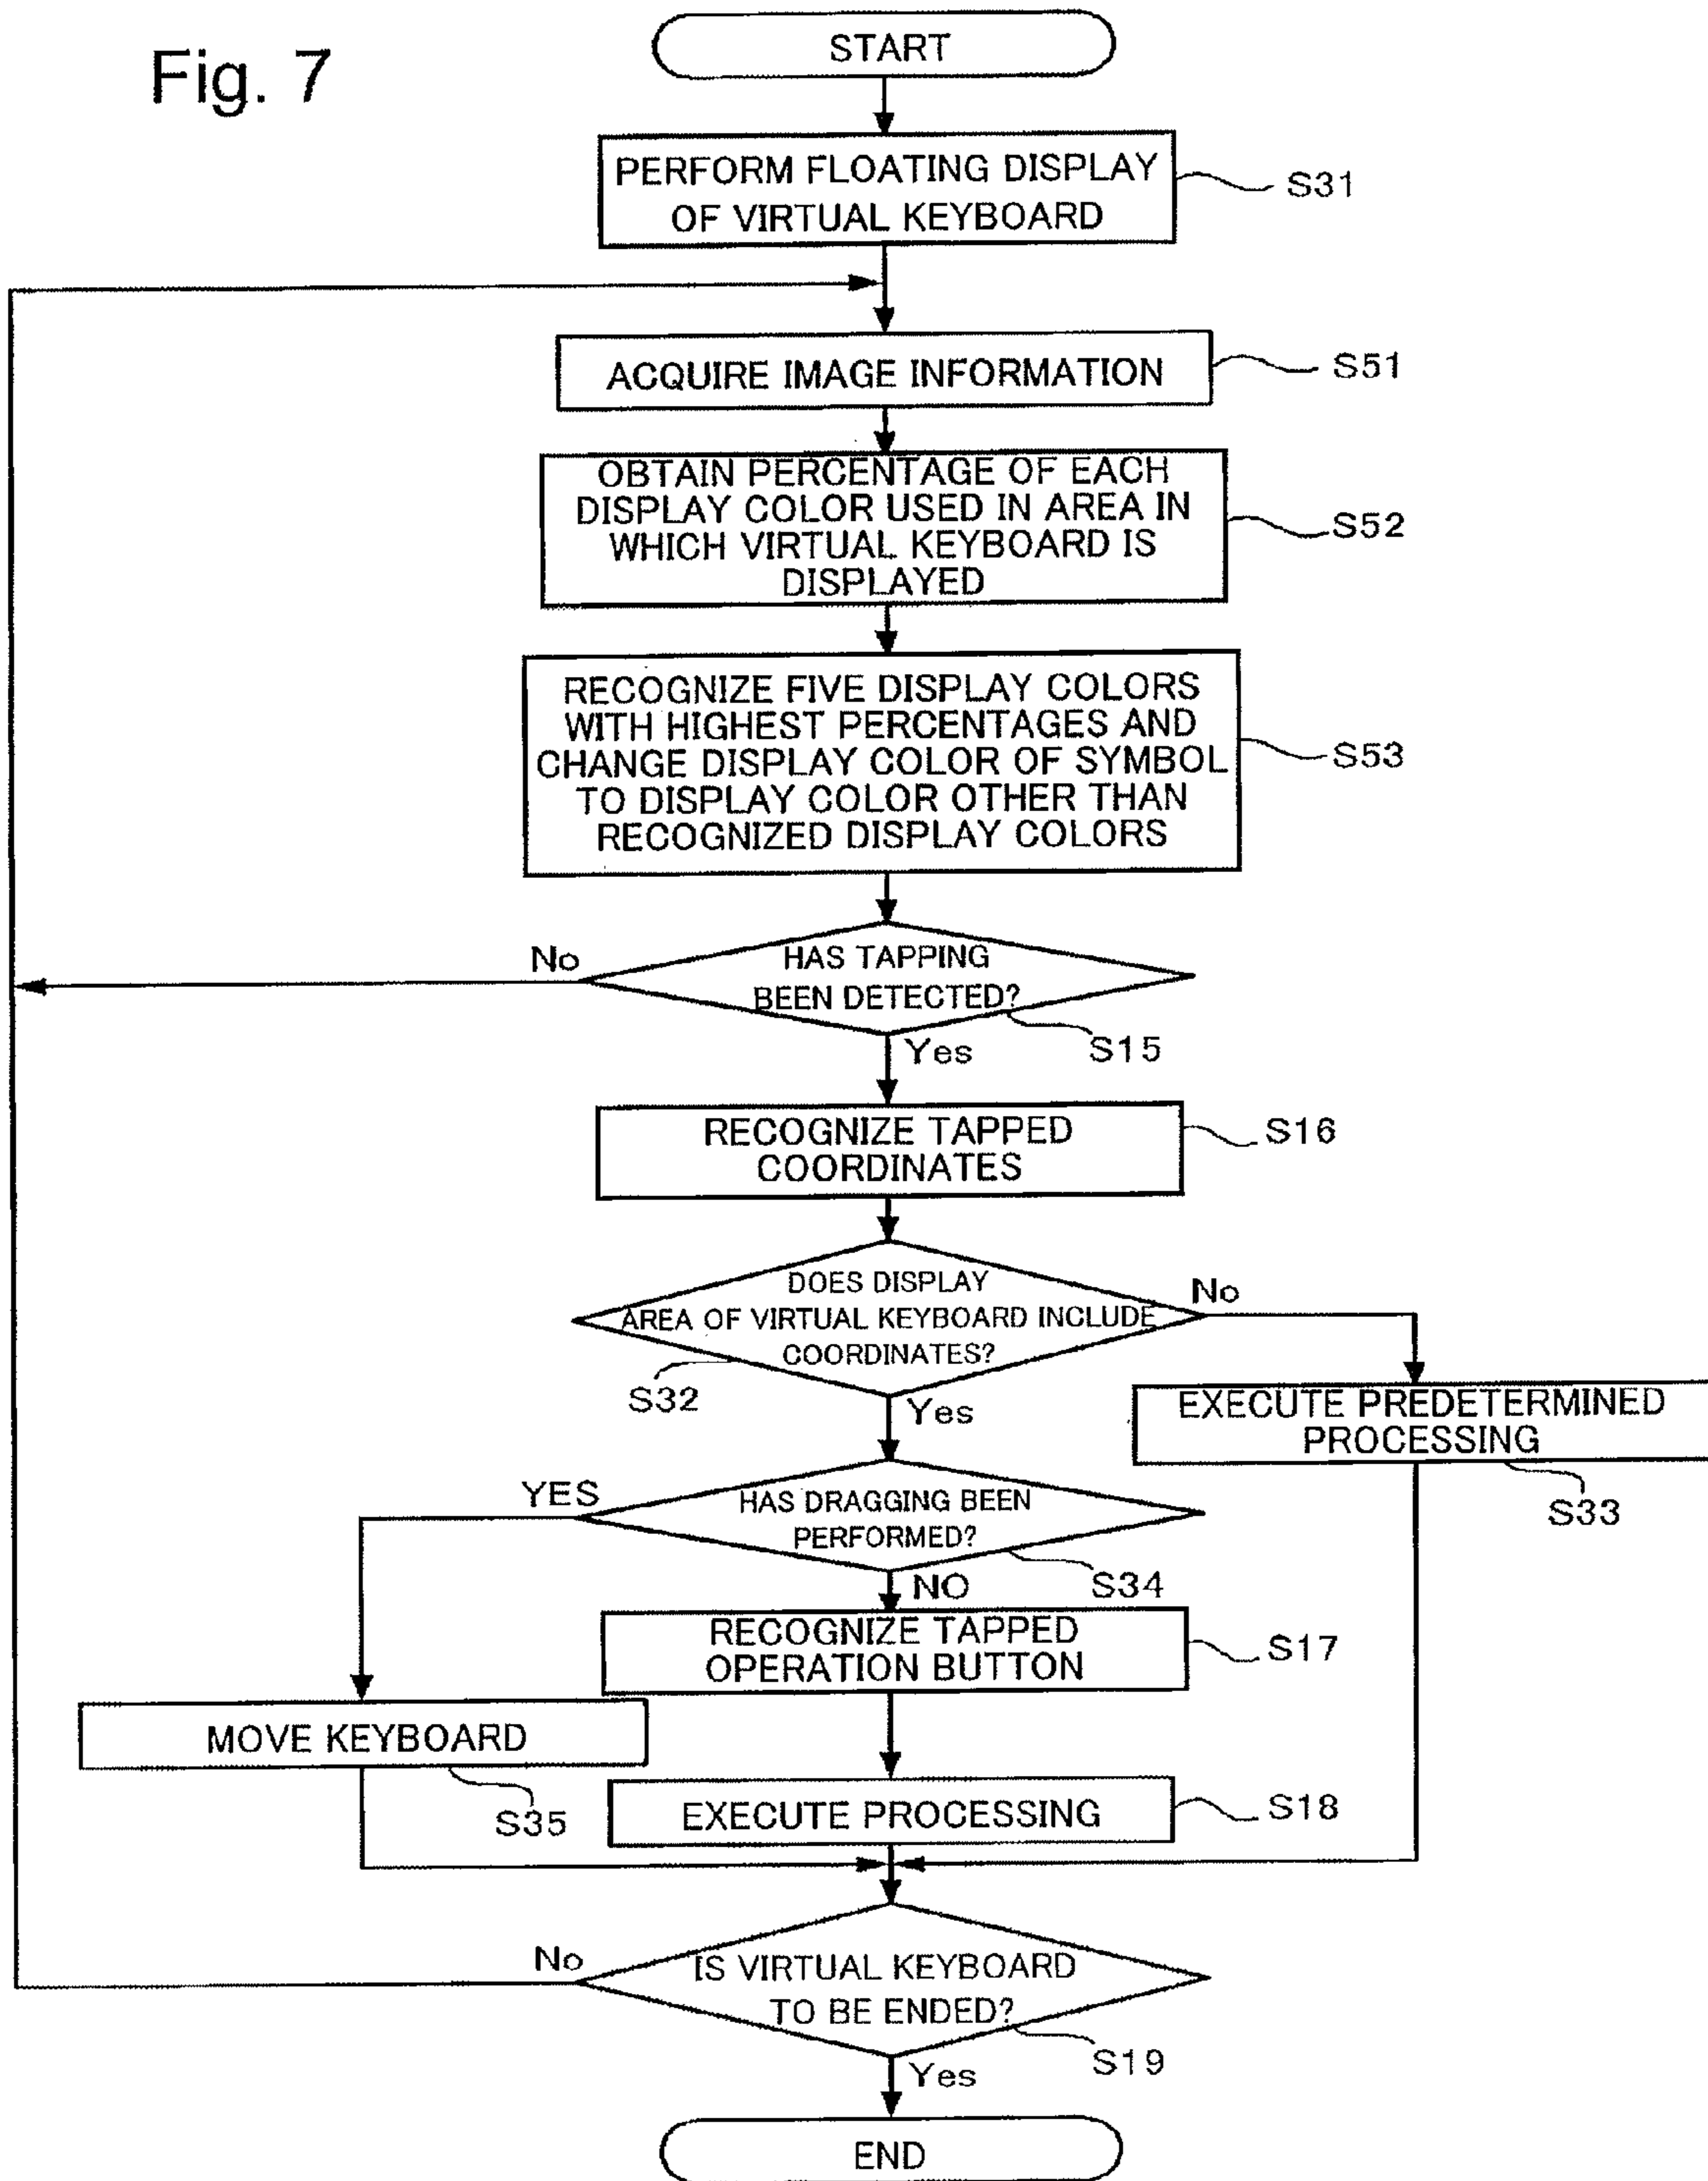 Fig. 7
START
PERFORM FLOATING DISPLAY
OF VIRTUAL KEYBOARD
S31
ACQUIRE IMAGE INFORMATION
S51
OBTAIN PERCENTAGE OF EACH
DISPLAY COLOR USED IN AREA IN
WHICH VIRTUAL KEYBOARD IS
DISPLAYED
S52
RECOGNIZE FIVE DISPLAY COLORS
WITH HIGHEST PERCENTAGES AND
CHANGE DISPLAY COLOR OF SYMBOL
TO DISPLAY COLOR OTHER THAN
RECOGNIZED DISPLAY COLORS
S53
No
HAS TAPPING
BEEN DETECTED?
S15
Yes
RECOGNIZE TAPPED
COORDINATES
S16
DOES DISPLAY
AREA OF VIRTUAL KEYBOARD INCLUDE
COORDINATES?
No
S32
Yes
EXECUTE PREDETERMINED
PROCESSING
S33
YES
HAS DRAGGING BEEN
PERFORMED?
S34
NO
RECOGNIZE TAPPED
OPERATION BUTTON
S17
MOVE KEYBOARD
S35
EXECUTE PROCESSING
S18
No
IS VIRTUAL KEYBOARD
TO BE ENDED?
S19
Yes
END